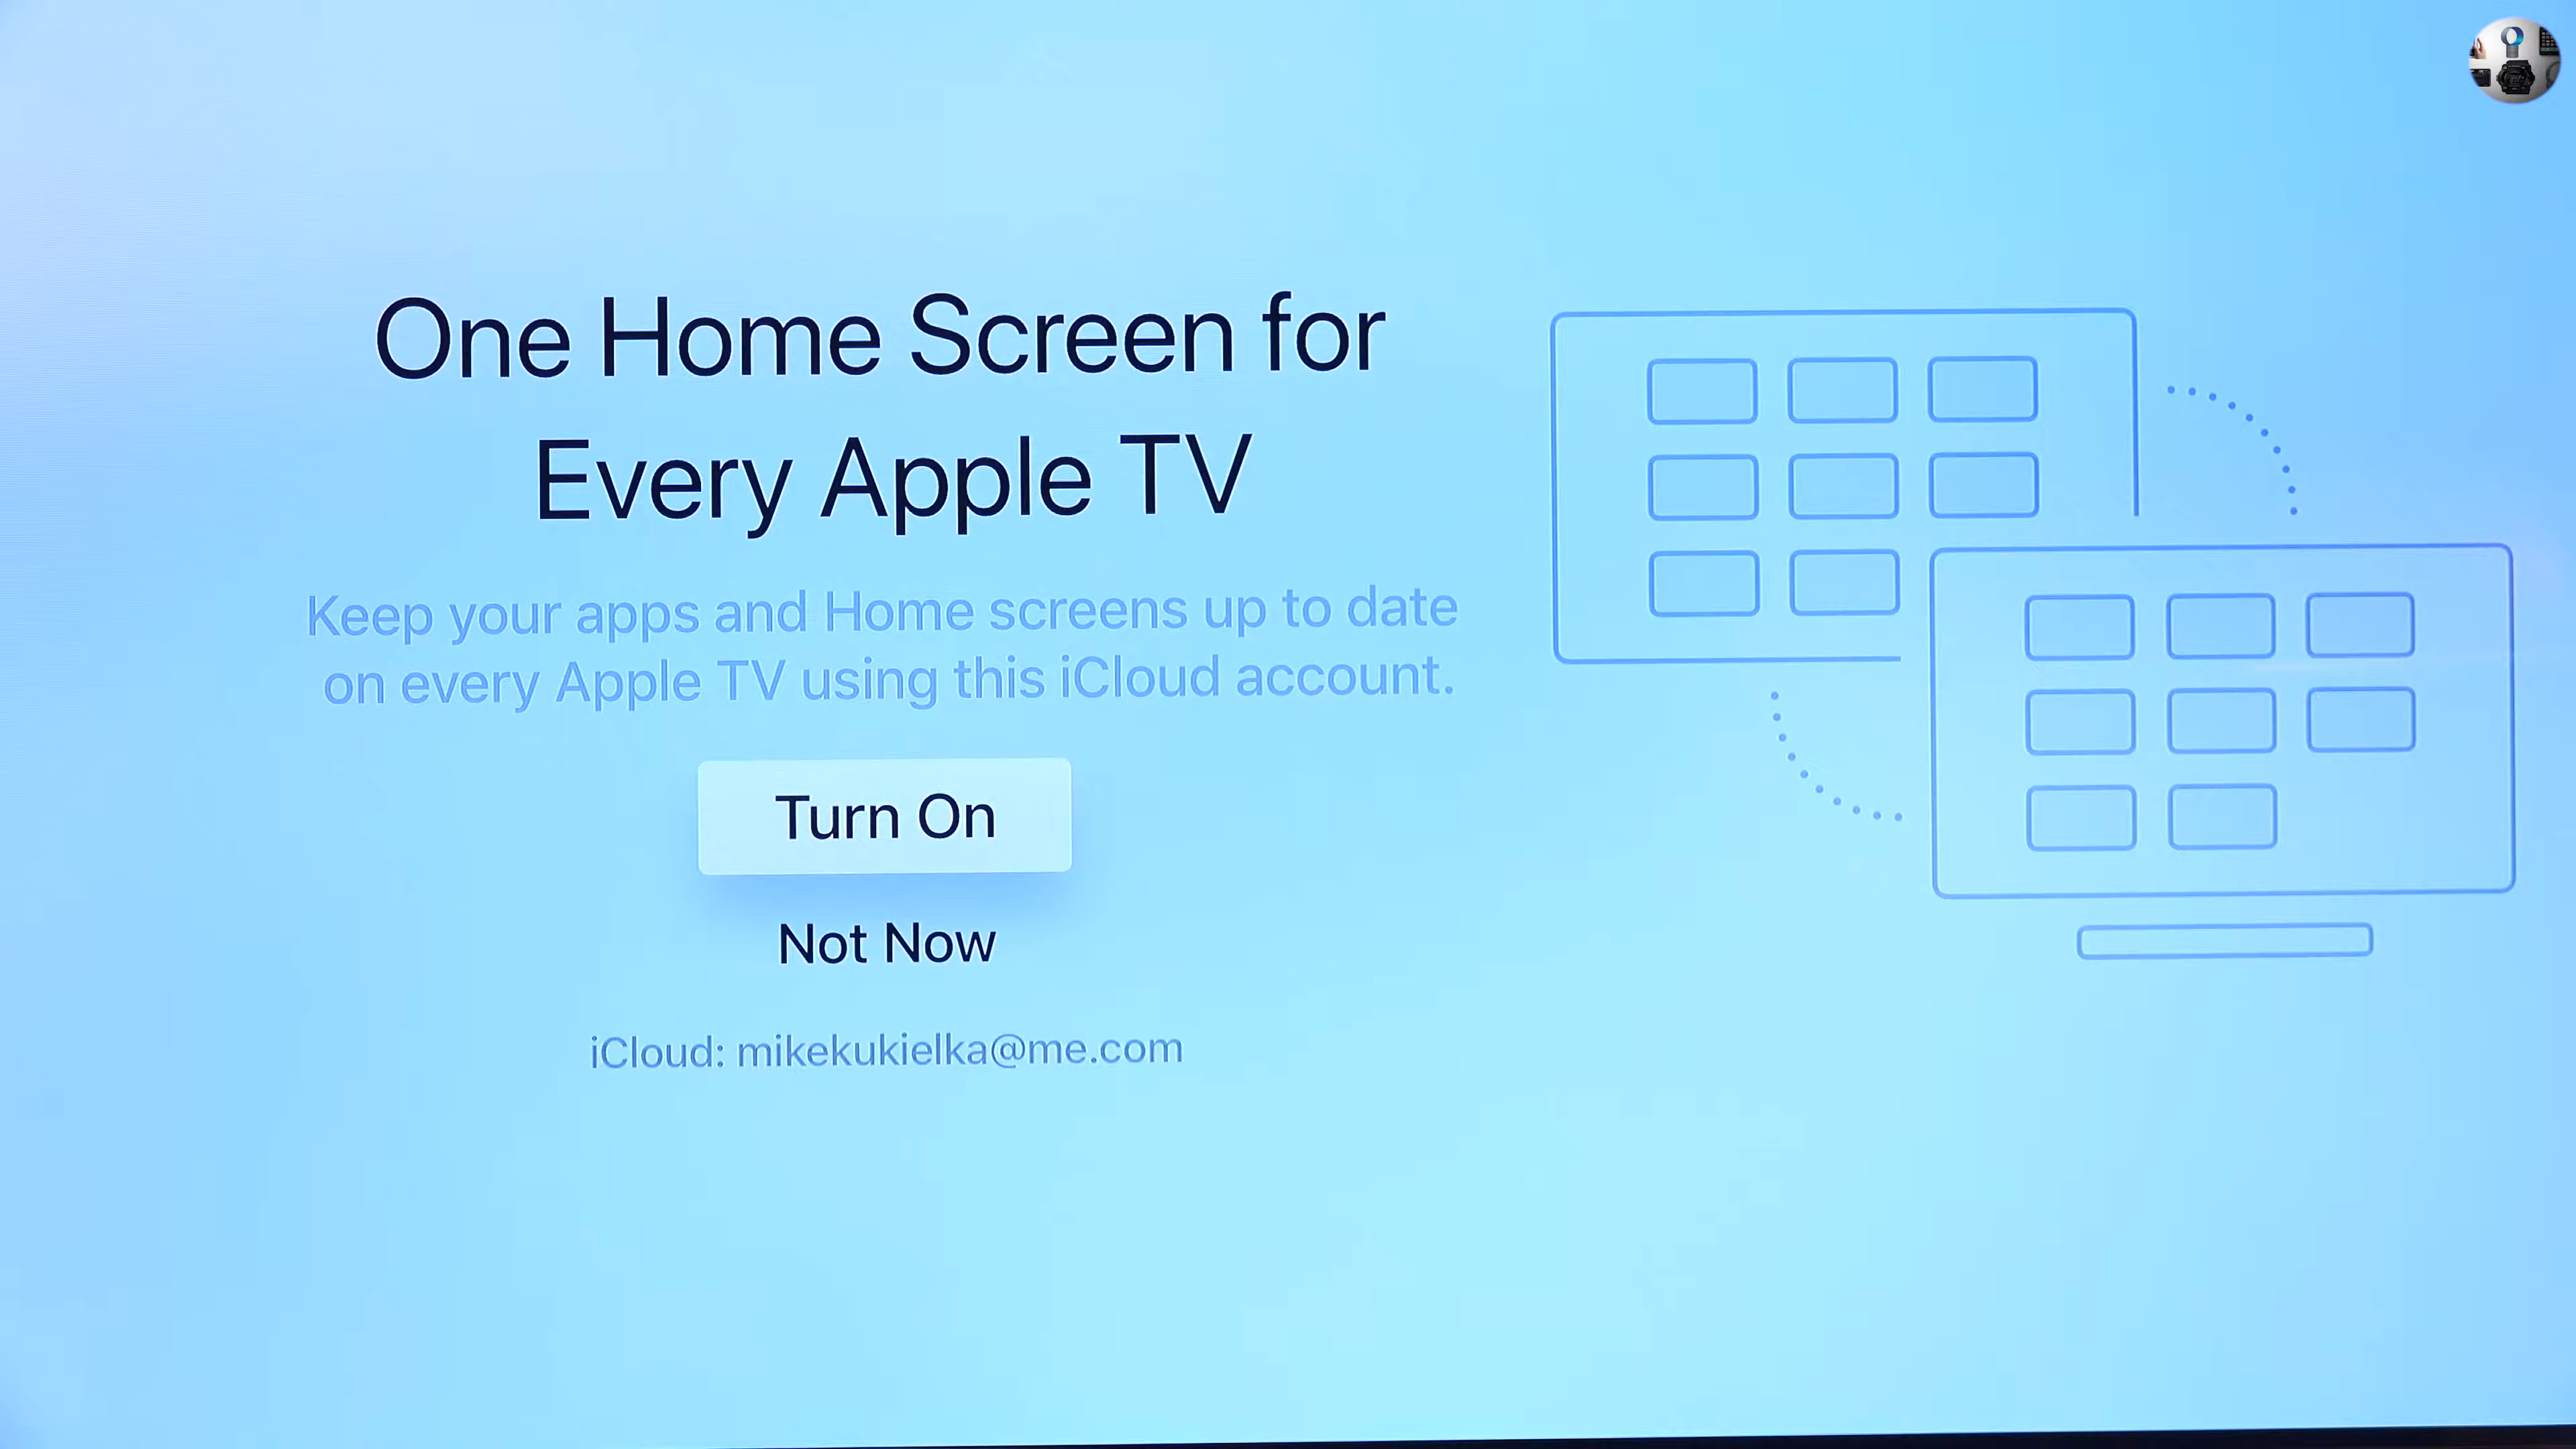 One Home Screen for
Every Apple TV
Keep your apps and Home screens up to date
on every Apple TV using this iCloud account.
Turn On
Not Now
iCloud: mikekukielka@me.com